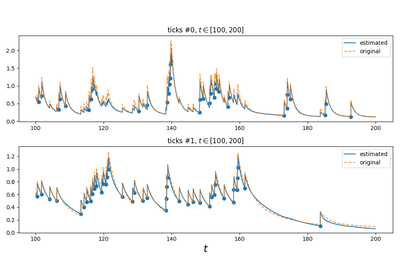 ticks #0, t ∈ [100, 200]
estimated
original
2.0
1.5
1.0
0.5
0.0
100 120 140 160 180 200
ticks #1, t ∈ [100, 200]
estimated
original
1.2
1.0
0.8
0.6
0.4
0.2
0.0
100 120 140 160 180 200
t